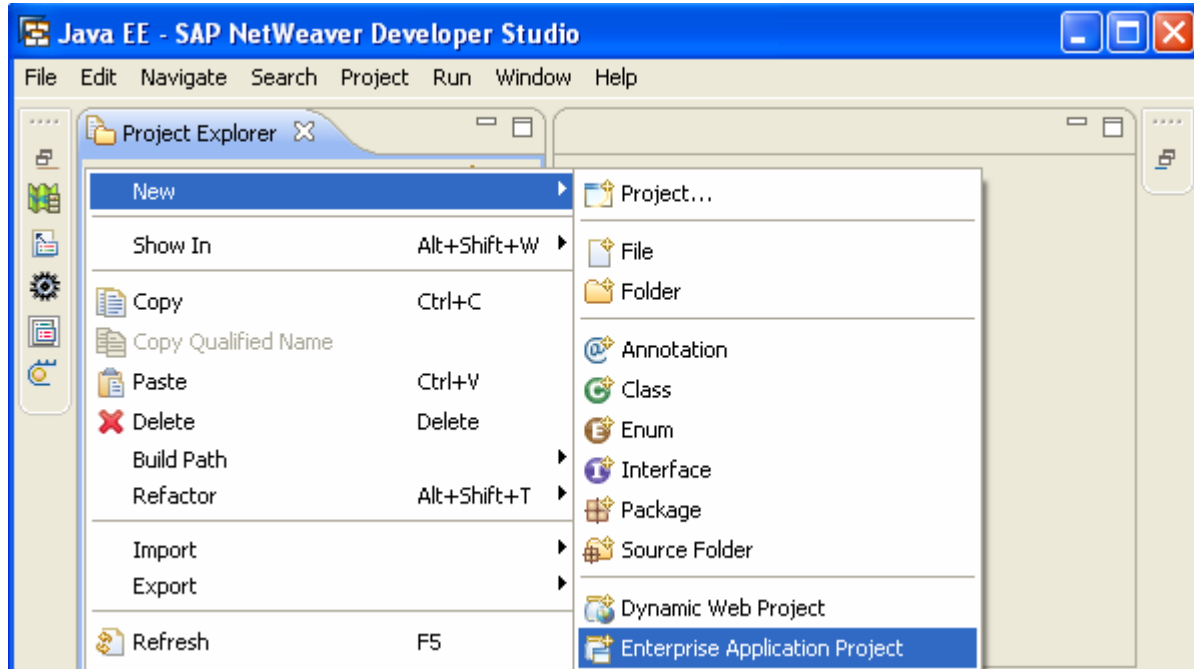 Java EE - SAP NetWeaver Developer Studio
File Edit Navigate Search Project Run Window Help
Project Explorer
New
Show In Alt+Shift+W
Copy Ctrl+C
Copy Qualified Name
Paste Ctrl+V
Delete Delete
Build Path
Refactor Alt+Shift+T
Import
Export
Refresh F5
Project...
File
Folder
Annotation
Class
Enum
Interface
Package
Source Folder
Dynamic Web Project
Enterprise Application Project